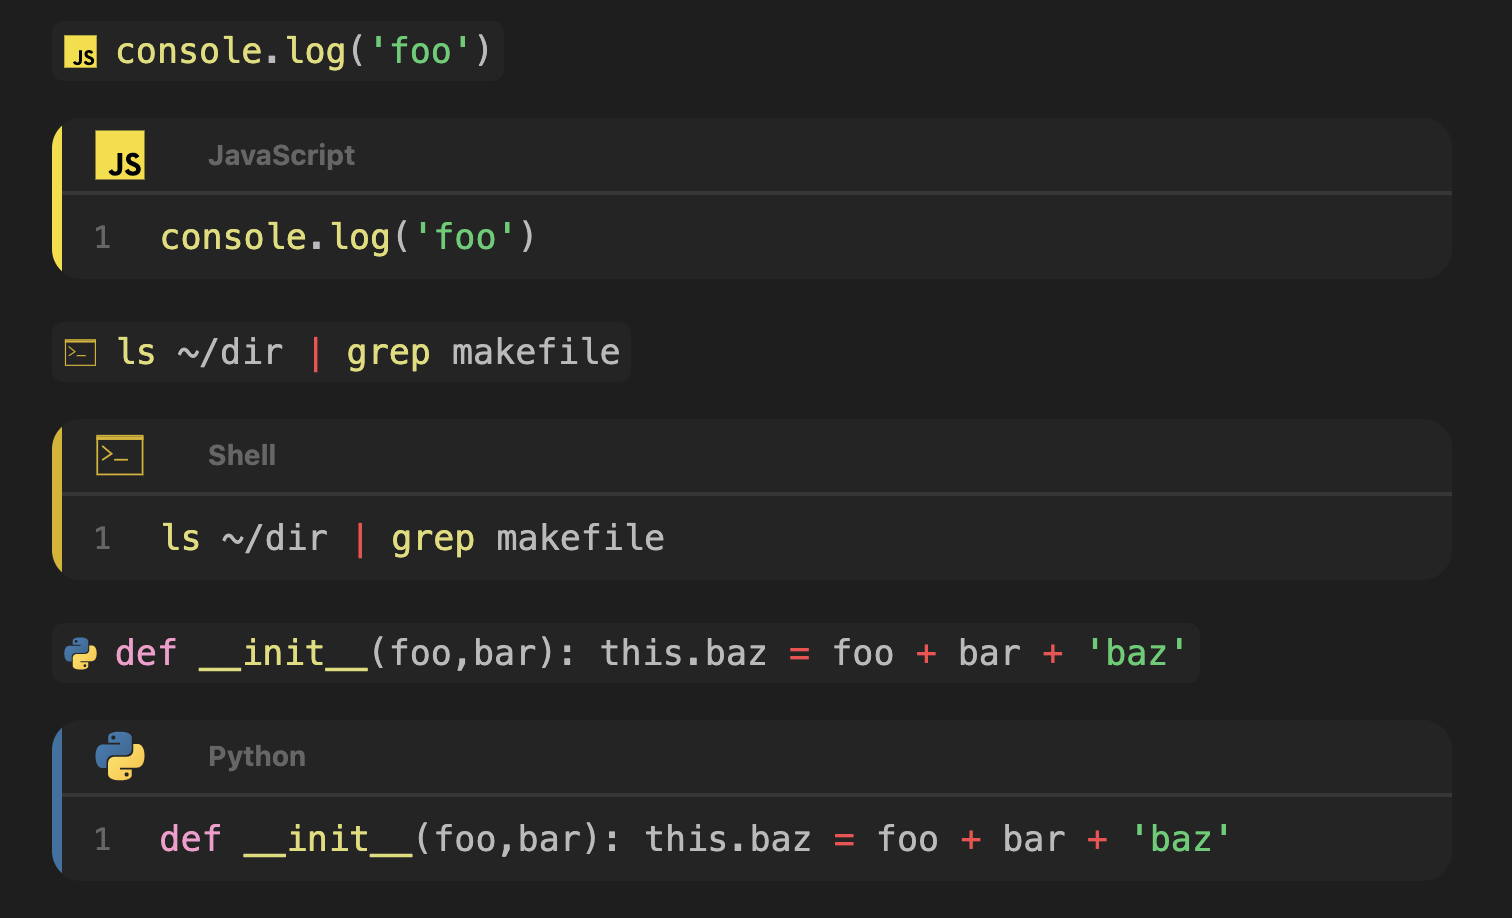 JS console.log('foo')
JS JavaScript
1 console.log('foo')
>_ ls ~/dir | grep makefile
>_ Shell
1 ls ~/dir | grep makefile
def __init__(foo,bar): this.baz = foo + bar + 'baz'
Python
1 def __init__(foo,bar): this.baz = foo + bar + 'baz'